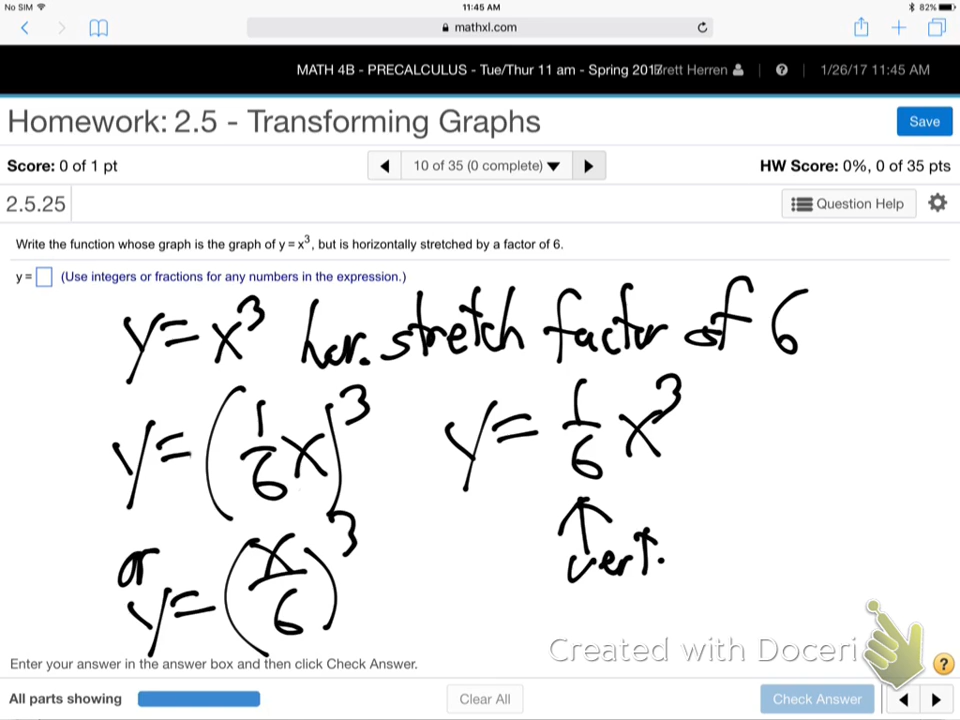 No SIM 11:45 AM 82%
mathxl.com
MATH 4B - PRECALCULUS - Tue/Thur 11 am - Spring 2017 Brett Herren ? 1/26/17 11:45 AM
Homework: 2.5 - Transforming Graphs Save
Score: 0 of 1 pt 10 of 35 (0 complete) HW Score: 0%, 0 of 35 pts
2.5.25 Question Help
Write the function whose graph is the graph of y = x³, but is horizontally stretched by a factor of 6.
y = (Use integers or fractions for any numbers in the expression.)
y = x³ hor. stretch factor of 6
y = (1/6 x)³ y = 1/6 x³
or vert.
y = (x/6)³
Created with Doceri
Enter your answer in the answer box and then click Check Answer. ?
All parts showing Clear All Check Answer